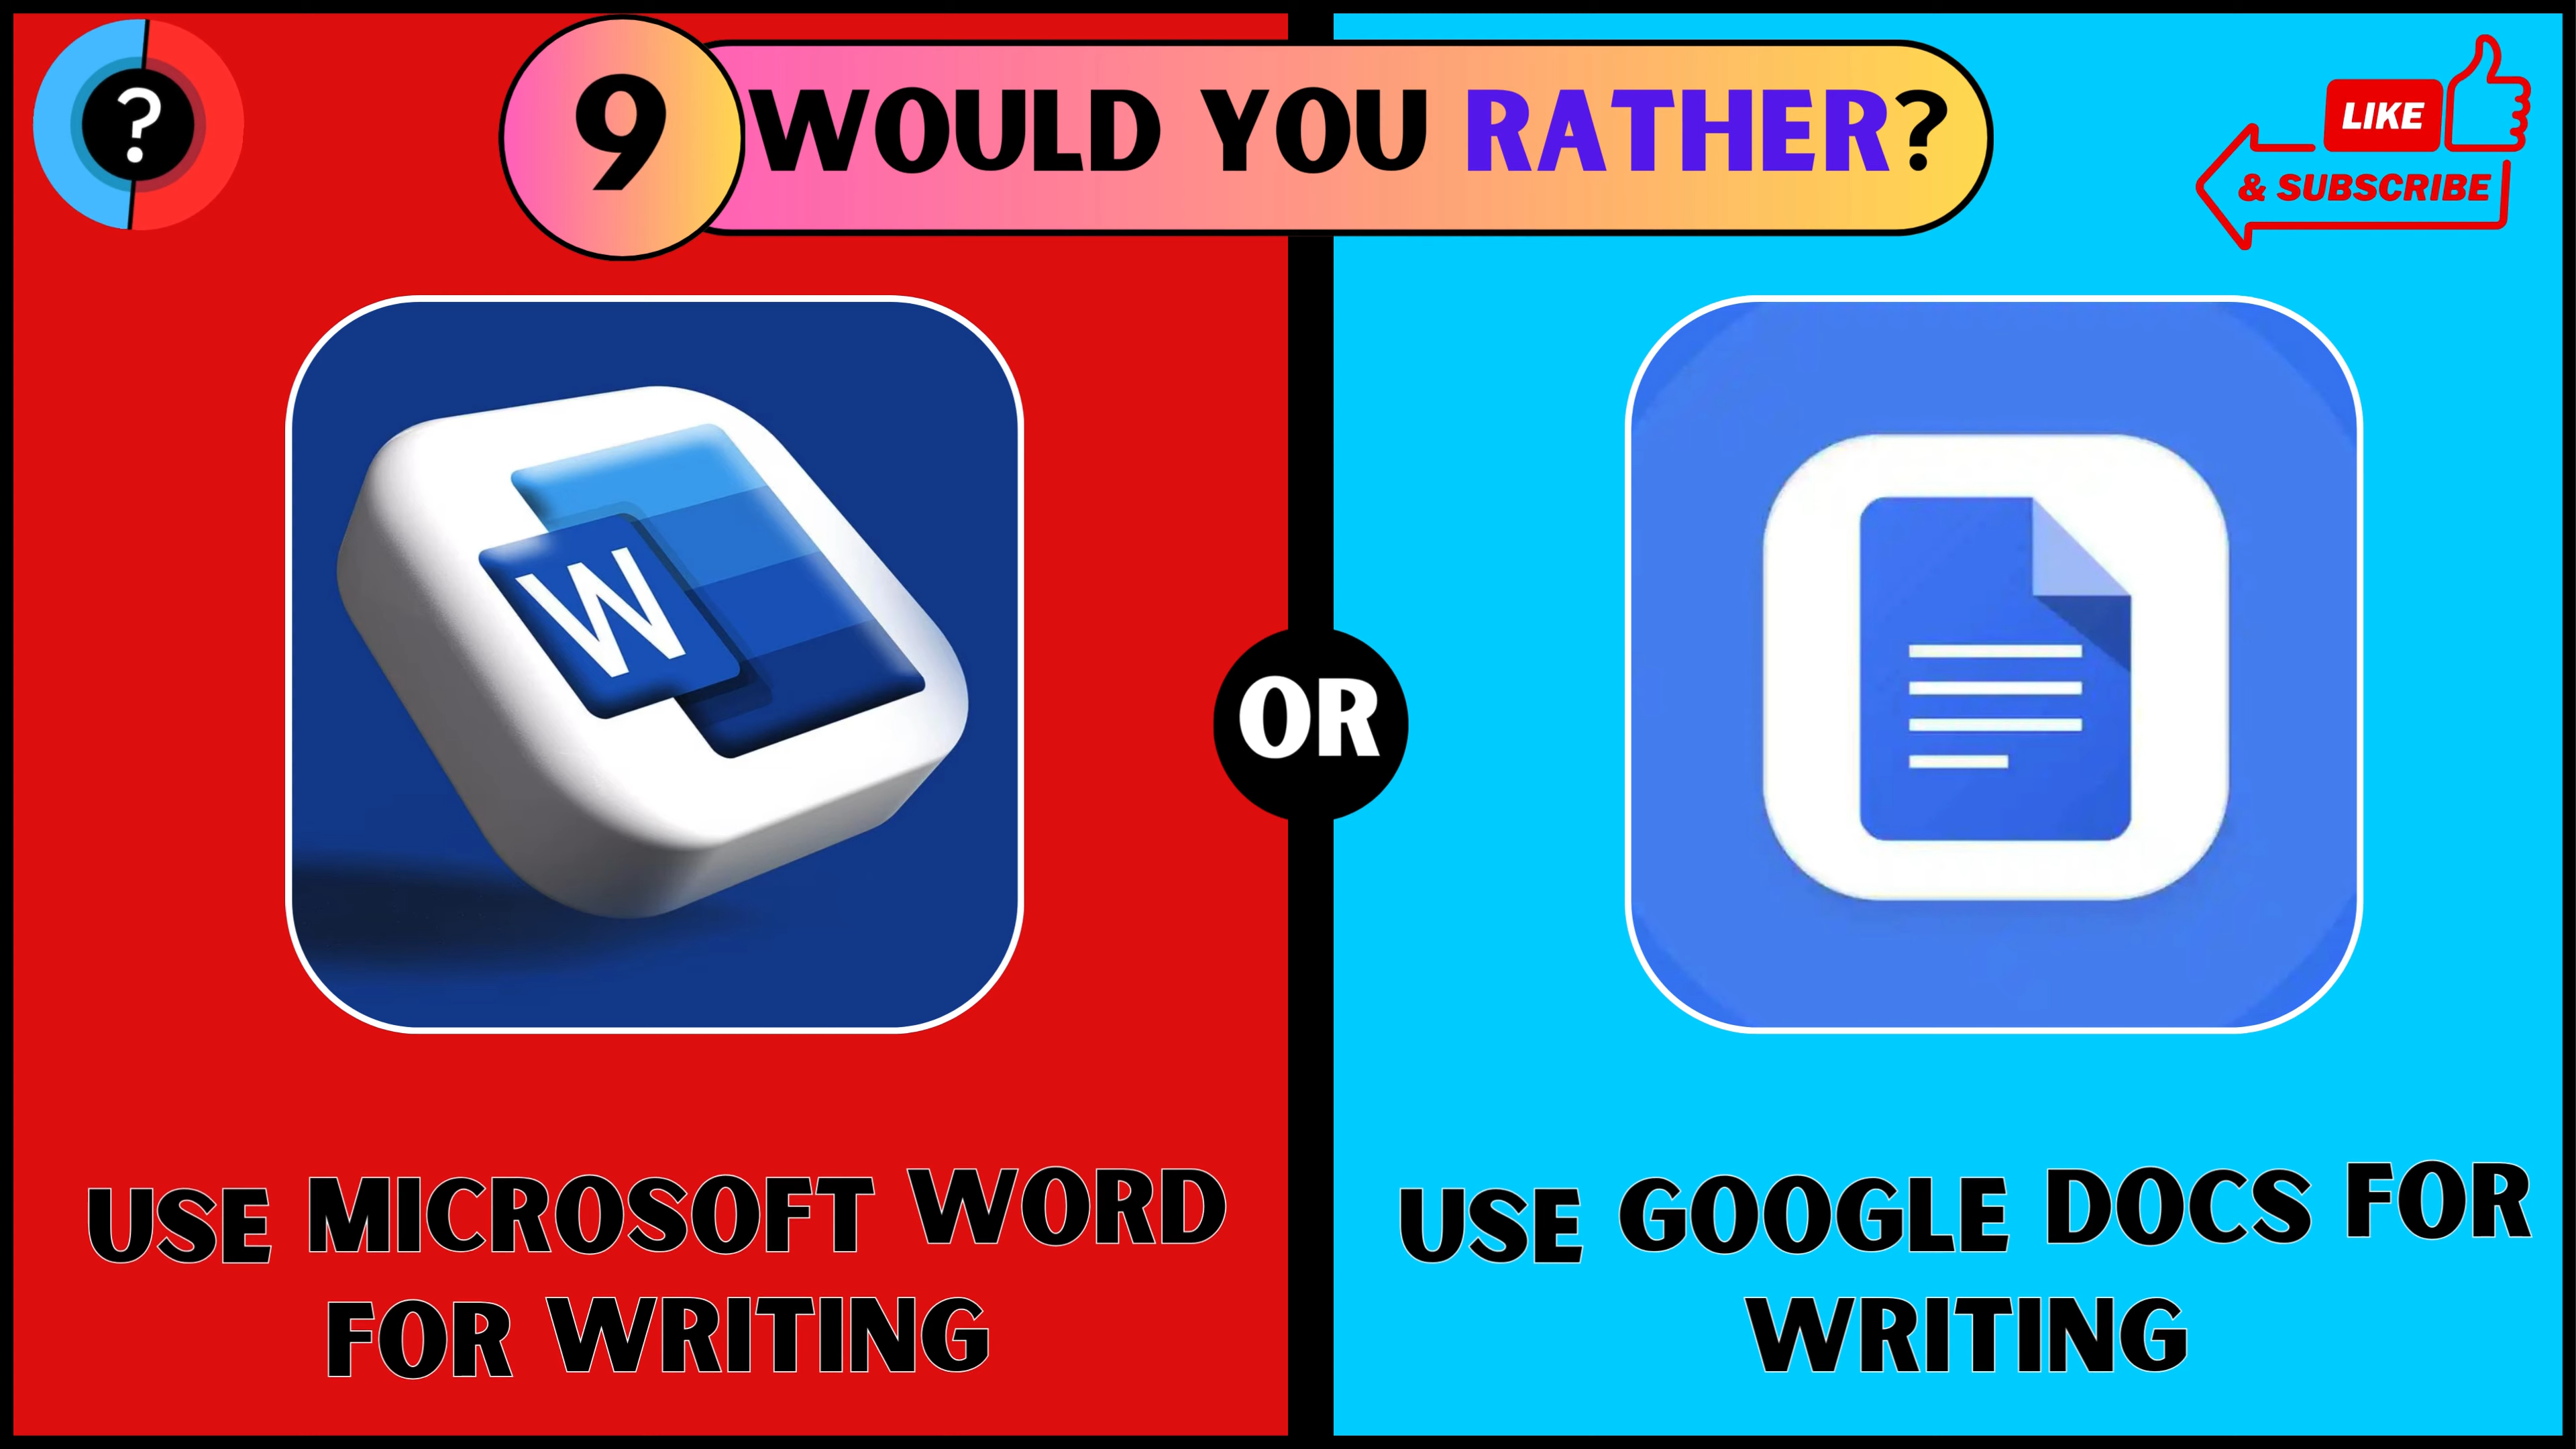 ?
9
WOULD YOU RATHER?
LIKE
& SUBSCRIBE
W
OR
USE MICROSOFT WORD
FOR WRITING
USE GOOGLE DOCS FOR
WRITING